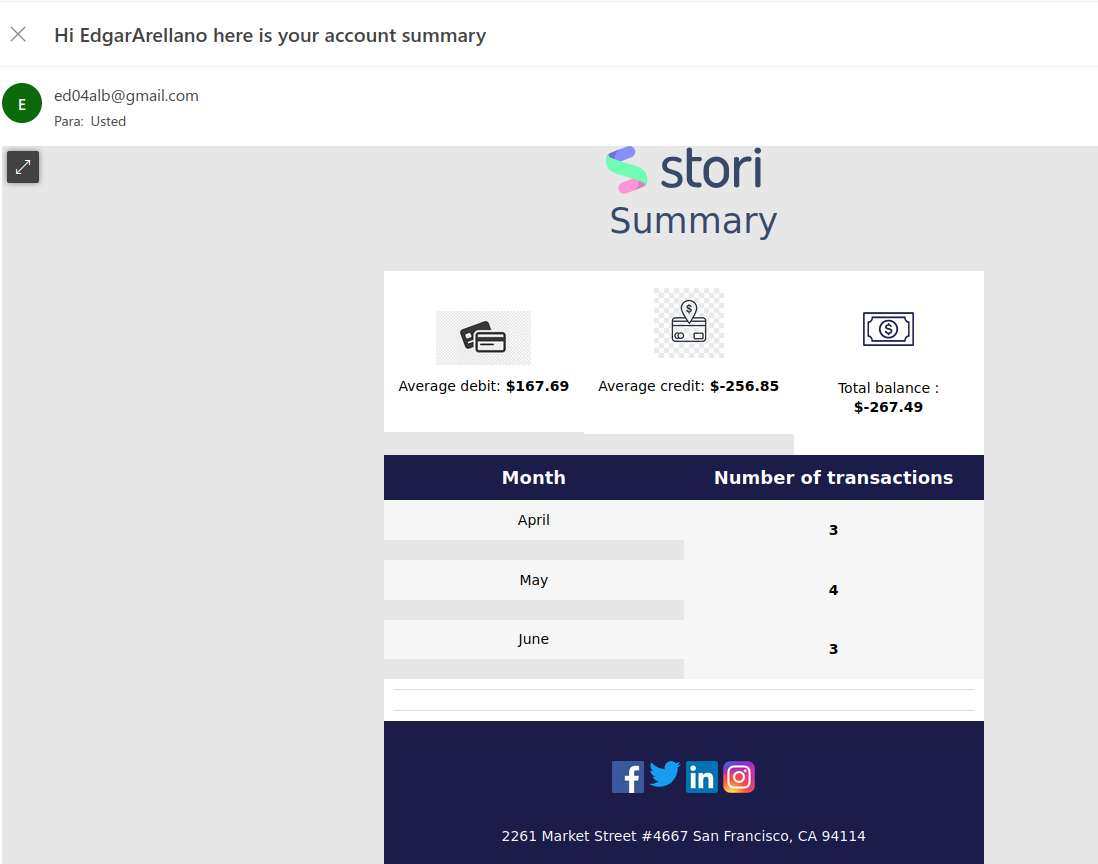 Hi EdgarArellano here is your account summary
E
ed04alb@gmail.com
Para: Usted
stori
Summary
Average debit: $167.69
Average credit: $-256.85
Total balance :
$-267.49
Month Number of transactions
April 3
May 4
June 3
2261 Market Street #4667 San Francisco, CA 94114